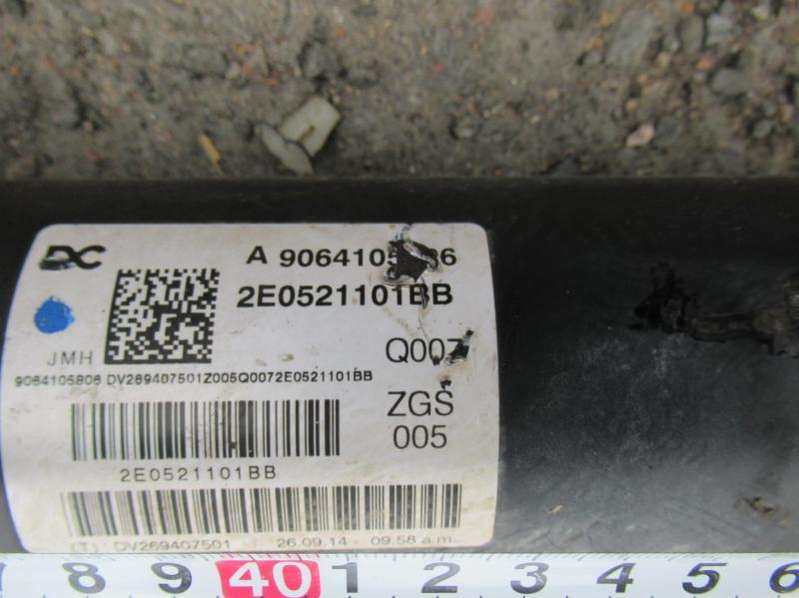 DC
A 9064105
2E0521101BB
JMH
Q007
9064105806 DV269407501Z005Q0072E0521101BB
ZGS
005
2E0521101BB
(T) DV269407501 26.09.14 09.58 a.m.
8 9 40 1 2 3 4 5 6